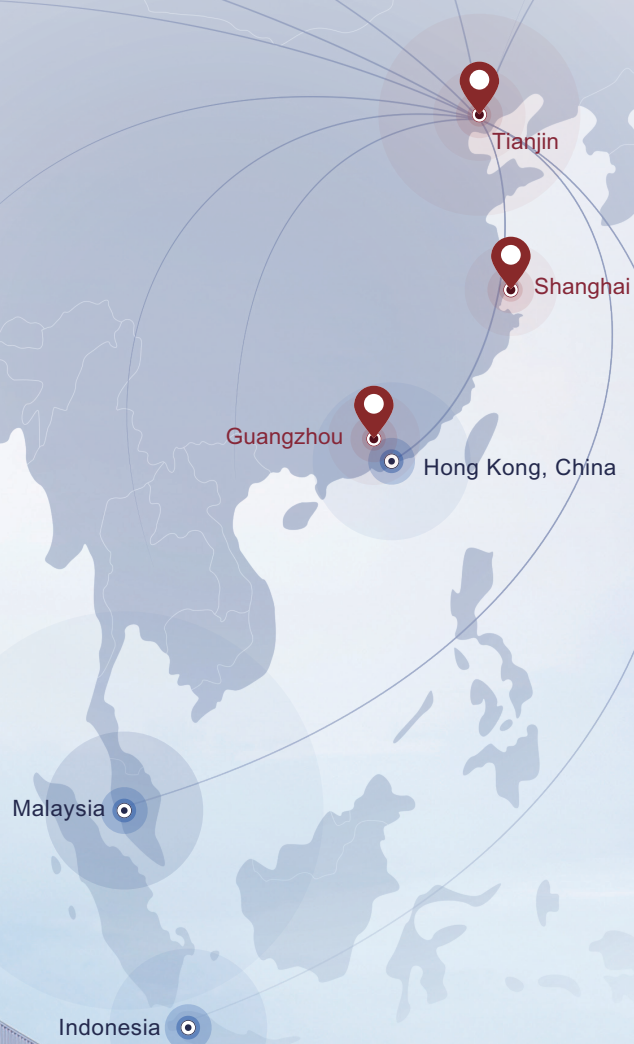 Tianjin
Shanghai
Guangzhou
Hong Kong, China
Malaysia
Indonesia